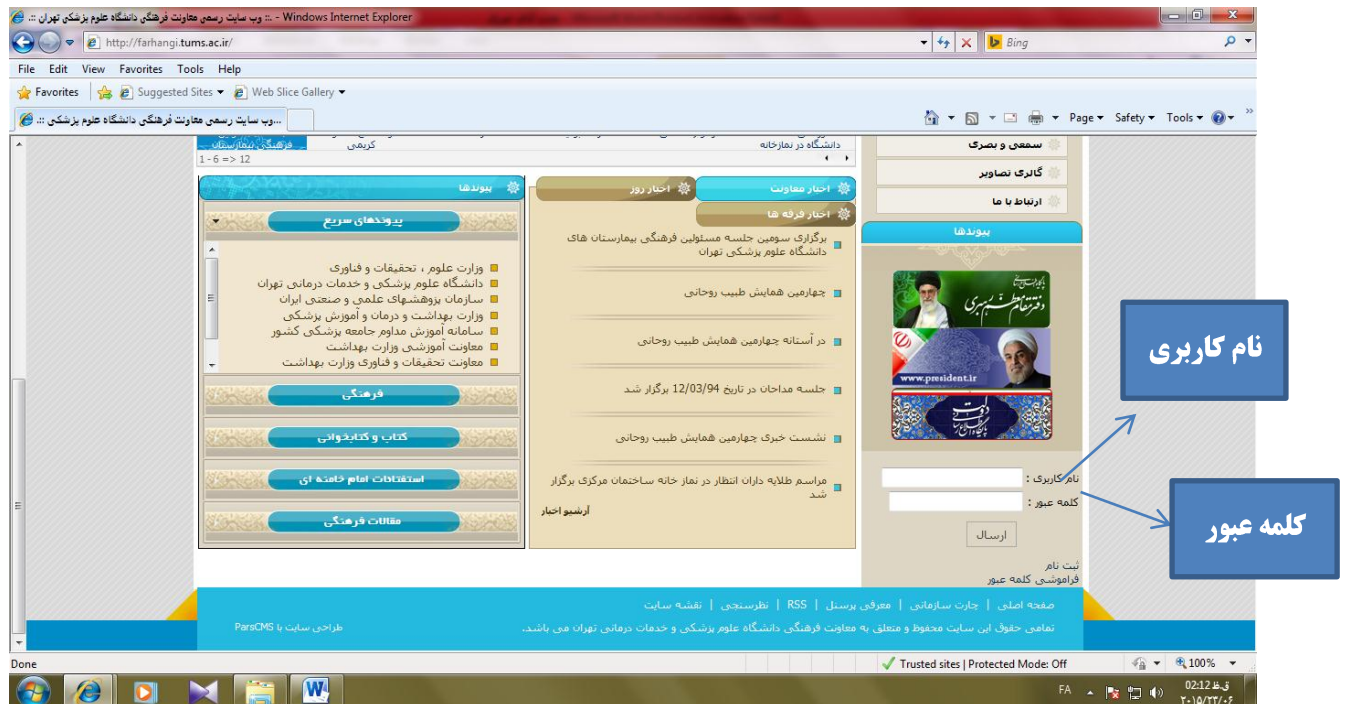 .:: وب سایت رسمی معاونت فرهنگی دانشگاه علوم پزشکی تهران ::. - Windows Internet Explorer
http://farhangi.tums.ac.ir/
Bing
File Edit View Favorites Tools Help
Favorites Suggested Sites Web Slice Gallery
وب سایت رسمی معاونت فرهنگی دانشگاه علوم پزشکی ::.... Page Safety Tools
دانشگاه در نمازخانه
کریمی
فرهنگی بیمارستان
1 - 6 => 12
سمعی و بصری
گالری تصاویر
ارتباط با ما
پیوندها
www.president.ir
نام کاربری :
کلمه عبور :
ارسال
ثبت نام
فراموشی کلمه عبور
اخبار معاونت
اخبار روز
اخبار فرقه ها
برگزاری سومین جلسه مسئولین فرهنگی بیمارستان های
دانشگاه علوم پزشکی تهران
چهارمین همایش طبیب روحانی
در آستانه چهارمین همایش طبیب روحانی
جلسه مداحان در تاریخ 12/03/94 برگزار شد
نشست خبری چهارمین همایش طبیب روحانی
مراسم طلایه داران انتظار در نماز خانه ساختمان مرکزی برگزار
شد
آرشیو اخبار
پیوندها
پیوندهای سریع
وزارت علوم ، تحقیقات و فناوری
دانشگاه علوم پزشکی و خدمات درمانی تهران
سازمان پژوهشهای علمی و صنعتی ایران
وزارت بهداشت و درمان و آموزش پزشکی
سامانه آموزش مداوم جامعه پزشکی کشور
معاونت آموزشی وزارت بهداشت
معاونت تحقیقات و فناوری وزارت بهداشت
فرهنگی
کتاب و کتابخوانی
استفتائات امام خامنه ای
مقالات فرهنگی
نام کاربری
کلمه عبور
صفحه اصلی | چارت سازمانی | معرفی پرسنل | RSS | نظرسنجی | نقشه سایت
تمامی حقوق این سایت محفوظ و متعلق به معاونت فرهنگی دانشگاه علوم پزشکی و خدمات درمانی تهران می باشد.
طراحی سایت با ParsCMS
Done
Trusted sites | Protected Mode: Off
100%
FA
02:12 ق.ظ
۲۰۱۵/۲۳/۰۶